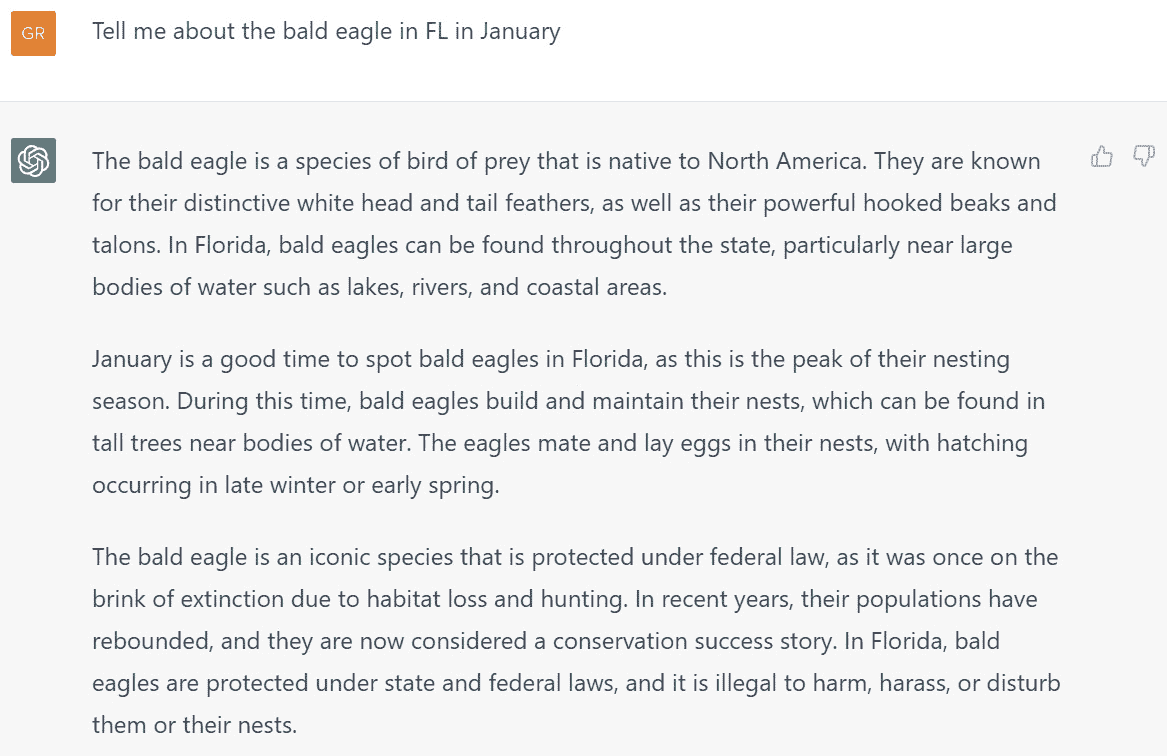 GR
Tell me about the bald eagle in FL in January
The bald eagle is a species of bird of prey that is native to North America. They are known
for their distinctive white head and tail feathers, as well as their powerful hooked beaks and
talons. In Florida, bald eagles can be found throughout the state, particularly near large
bodies of water such as lakes, rivers, and coastal areas.
January is a good time to spot bald eagles in Florida, as this is the peak of their nesting
season. During this time, bald eagles build and maintain their nests, which can be found in
tall trees near bodies of water. The eagles mate and lay eggs in their nests, with hatching
occurring in late winter or early spring.
The bald eagle is an iconic species that is protected under federal law, as it was once on the
brink of extinction due to habitat loss and hunting. In recent years, their populations have
rebounded, and they are now considered a conservation success story. In Florida, bald
eagles are protected under state and federal laws, and it is illegal to harm, harass, or disturb
them or their nests.